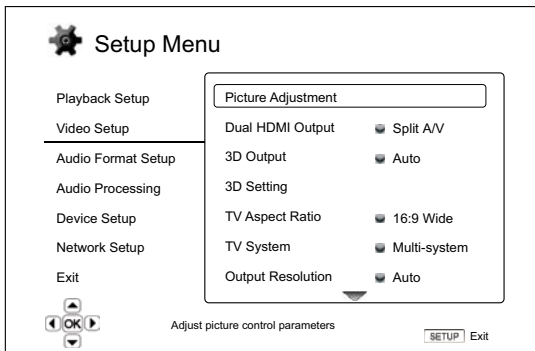 Setup Menu
Playback Setup
Video Setup
Audio Format Setup
Audio Processing
Device Setup
Network Setup
Exit
Picture Adjustment
Dual HDMI Output Split A/V
3D Output Auto
3D Setting
TV Aspect Ratio 16:9 Wide
TV System Multi-system
Output Resolution Auto
OK
Adjust picture control parameters
SETUP Exit